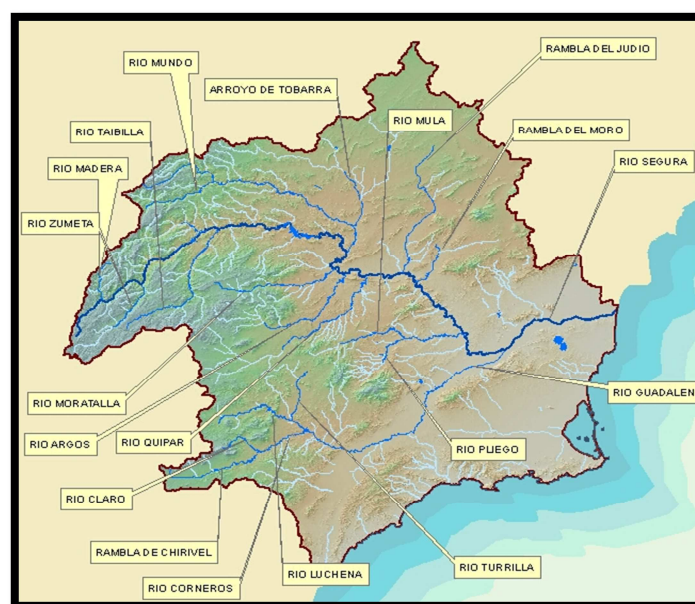 RAMBLA DEL JUDIO
RIO MUNDO
ARROYO DE TOBARRA
RIO MULA
RIO TAIBILLA
RAMBLA DEL MORO
RIO MADERA
RIO SEGURA
RIO ZUMETA
RIO GUADALEN
RIO MORATALLA
RIO ARGOS
RIO QUIPAR
RIO PLIEGO
RIO CLARO
RAMBLA DE CHIRIVEL
RIO LUCHENA
RIO TURRILLA
RIO CORNEROS